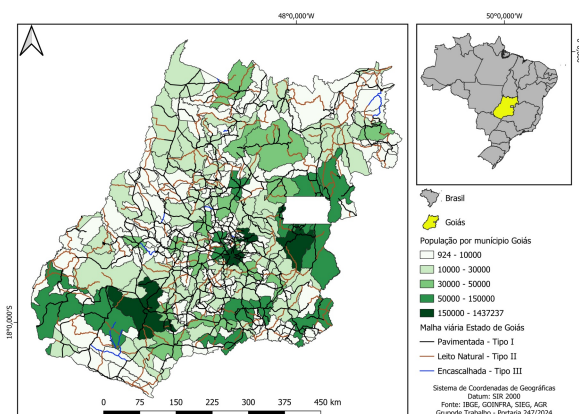 48°0,000'W
50°0,000'W
18°0,000'S
Brasil
Goiás
População por município Goiás
924 - 10000
10000 - 30000
30000 - 50000
50000 - 150000
150000 - 1437237
Malha viária Estado de Goiás
Pavimentada - Tipo I
Leito Natural - Tipo II
Encascalhada - Tipo III
0 75 150 225 300 375 450 km
Sistema de Coordenadas de Geográficas
Datum: SIR 2000
Fonte: IBGE, GOINFRA, SIEG, AGR
Grupode Trabalho - Portaria 247/2024